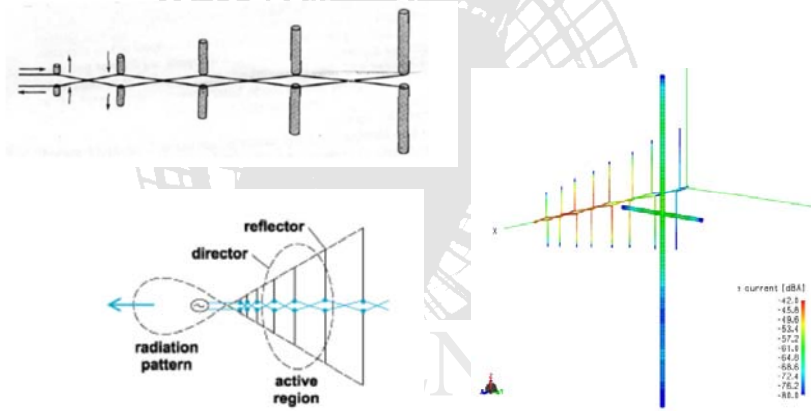 reflector
director
radiation
pattern
active
region
X
current [dBA]
-42.0
-45.8
-49.6
-53.4
-57.2
-61.0
-64.8
-68.6
-72.4
-76.2
-80.0